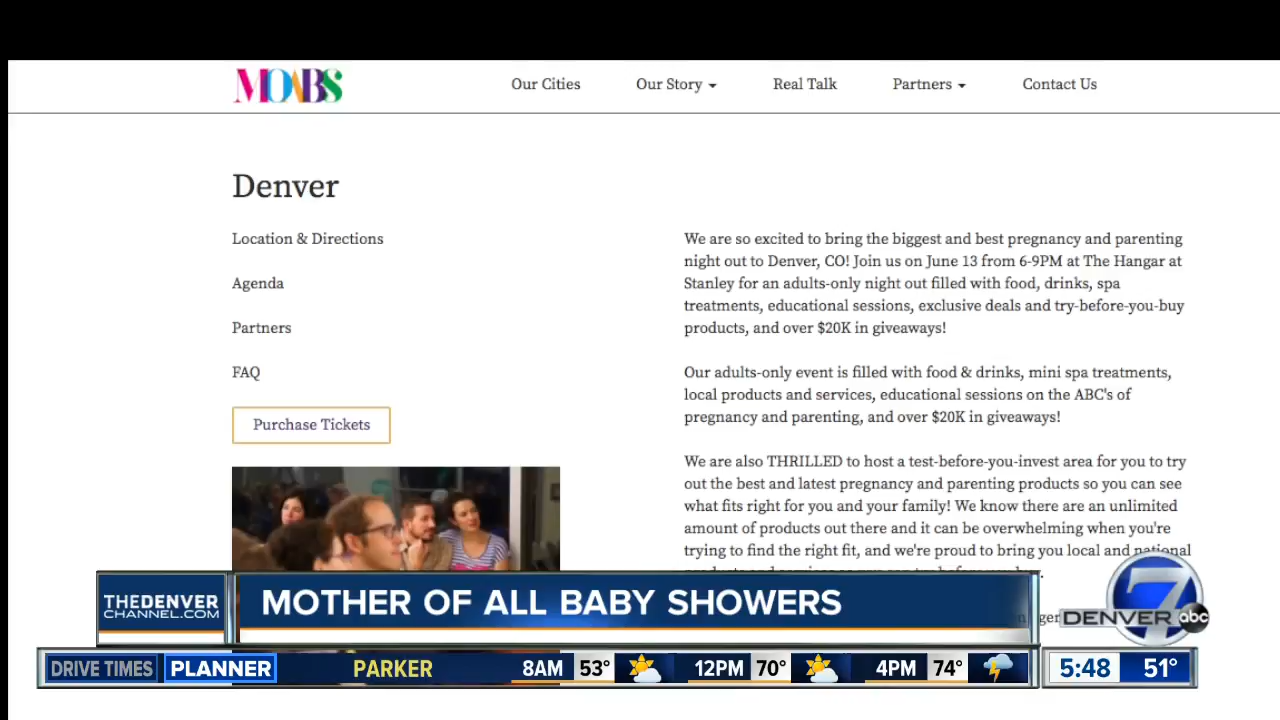 MOABS
Our Cities
Our Story
Real Talk
Partners
Contact Us
Denver
Location & Directions
Agenda
Partners
FAQ
Purchase Tickets
We are so excited to bring the biggest and best pregnancy and parenting
night out to Denver, CO! Join us on June 13 from 6-9PM at The Hangar at
Stanley for an adults-only night out filled with food, drinks, spa
treatments, educational sessions, exclusive deals and try-before-you-buy
products, and over $20K in giveaways!
Our adults-only event is filled with food & drinks, mini spa treatments,
local products and services, educational sessions on the ABC's of
pregnancy and parenting, and over $20K in giveaways!
We are also THRILLED to host a test-before-you-invest area for you to try
out the best and latest pregnancy and parenting products so you can see
what fits right for you and your family! We know there are an unlimited
amount of products out there and it can be overwhelming when you're
trying to find the right fit, and we're proud to bring you local and national
THEDENVER
CHANNEL.COM
MOTHER OF ALL BABY SHOWERS
DENVER 7 abc
DRIVE TIMES PLANNER PARKER 8AM 53° 12PM 70° 4PM 74° 5:48 51°